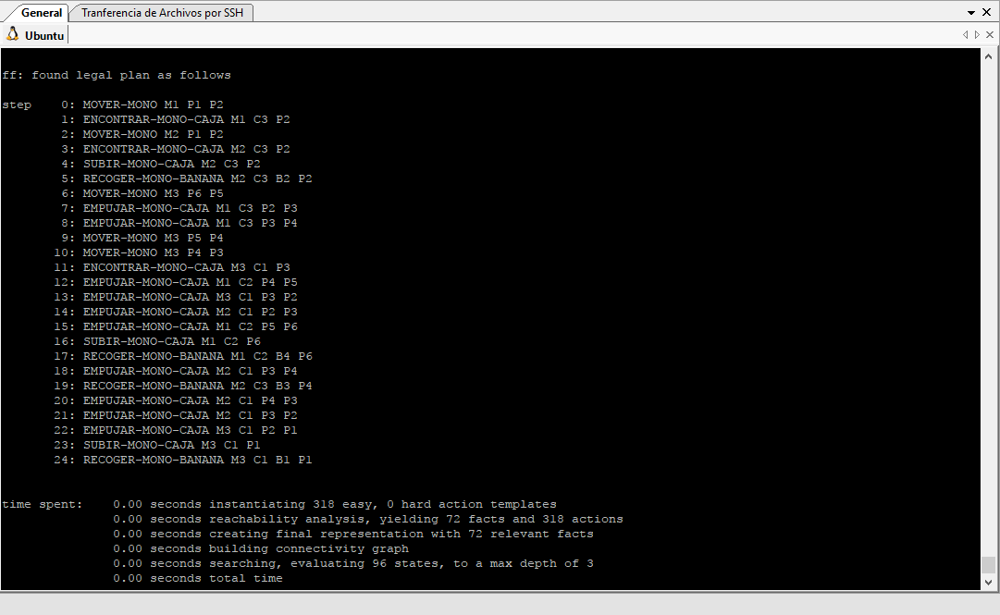 General Tranferencia de Archivos por SSH
Ubuntu
ff: found legal plan as follows
step 0: MOVER-MONO M1 P1 P2
1: ENCONTRAR-MONO-CAJA M1 C3 P2
2: MOVER-MONO M2 P1 P2
3: ENCONTRAR-MONO-CAJA M2 C3 P2
4: SUBIR-MONO-CAJA M2 C3 P2
5: RECOGER-MONO-BANANA M2 C3 B2 P2
6: MOVER-MONO M3 P6 P5
7: EMPUJAR-MONO-CAJA M1 C3 P2 P3
8: EMPUJAR-MONO-CAJA M1 C3 P3 P4
9: MOVER-MONO M3 P5 P4
10: MOVER-MONO M3 P4 P3
11: ENCONTRAR-MONO-CAJA M3 C1 P3
12: EMPUJAR-MONO-CAJA M1 C2 P4 P5
13: EMPUJAR-MONO-CAJA M3 C1 P3 P2
14: EMPUJAR-MONO-CAJA M2 C1 P2 P3
15: EMPUJAR-MONO-CAJA M1 C2 P5 P6
16: SUBIR-MONO-CAJA M1 C2 P6
17: RECOGER-MONO-BANANA M1 C2 B4 P6
18: EMPUJAR-MONO-CAJA M2 C1 P3 P4
19: RECOGER-MONO-BANANA M2 C3 B3 P4
20: EMPUJAR-MONO-CAJA M2 C1 P4 P3
21: EMPUJAR-MONO-CAJA M2 C1 P3 P2
22: EMPUJAR-MONO-CAJA M3 C1 P2 P1
23: SUBIR-MONO-CAJA M3 C1 P1
24: RECOGER-MONO-BANANA M3 C1 B1 P1
time spent: 0.00 seconds instantiating 318 easy, 0 hard action templates
0.00 seconds reachability analysis, yielding 72 facts and 318 actions
0.00 seconds creating final representation with 72 relevant facts
0.00 seconds building connectivity graph
0.00 seconds searching, evaluating 96 states, to a max depth of 3
0.00 seconds total time